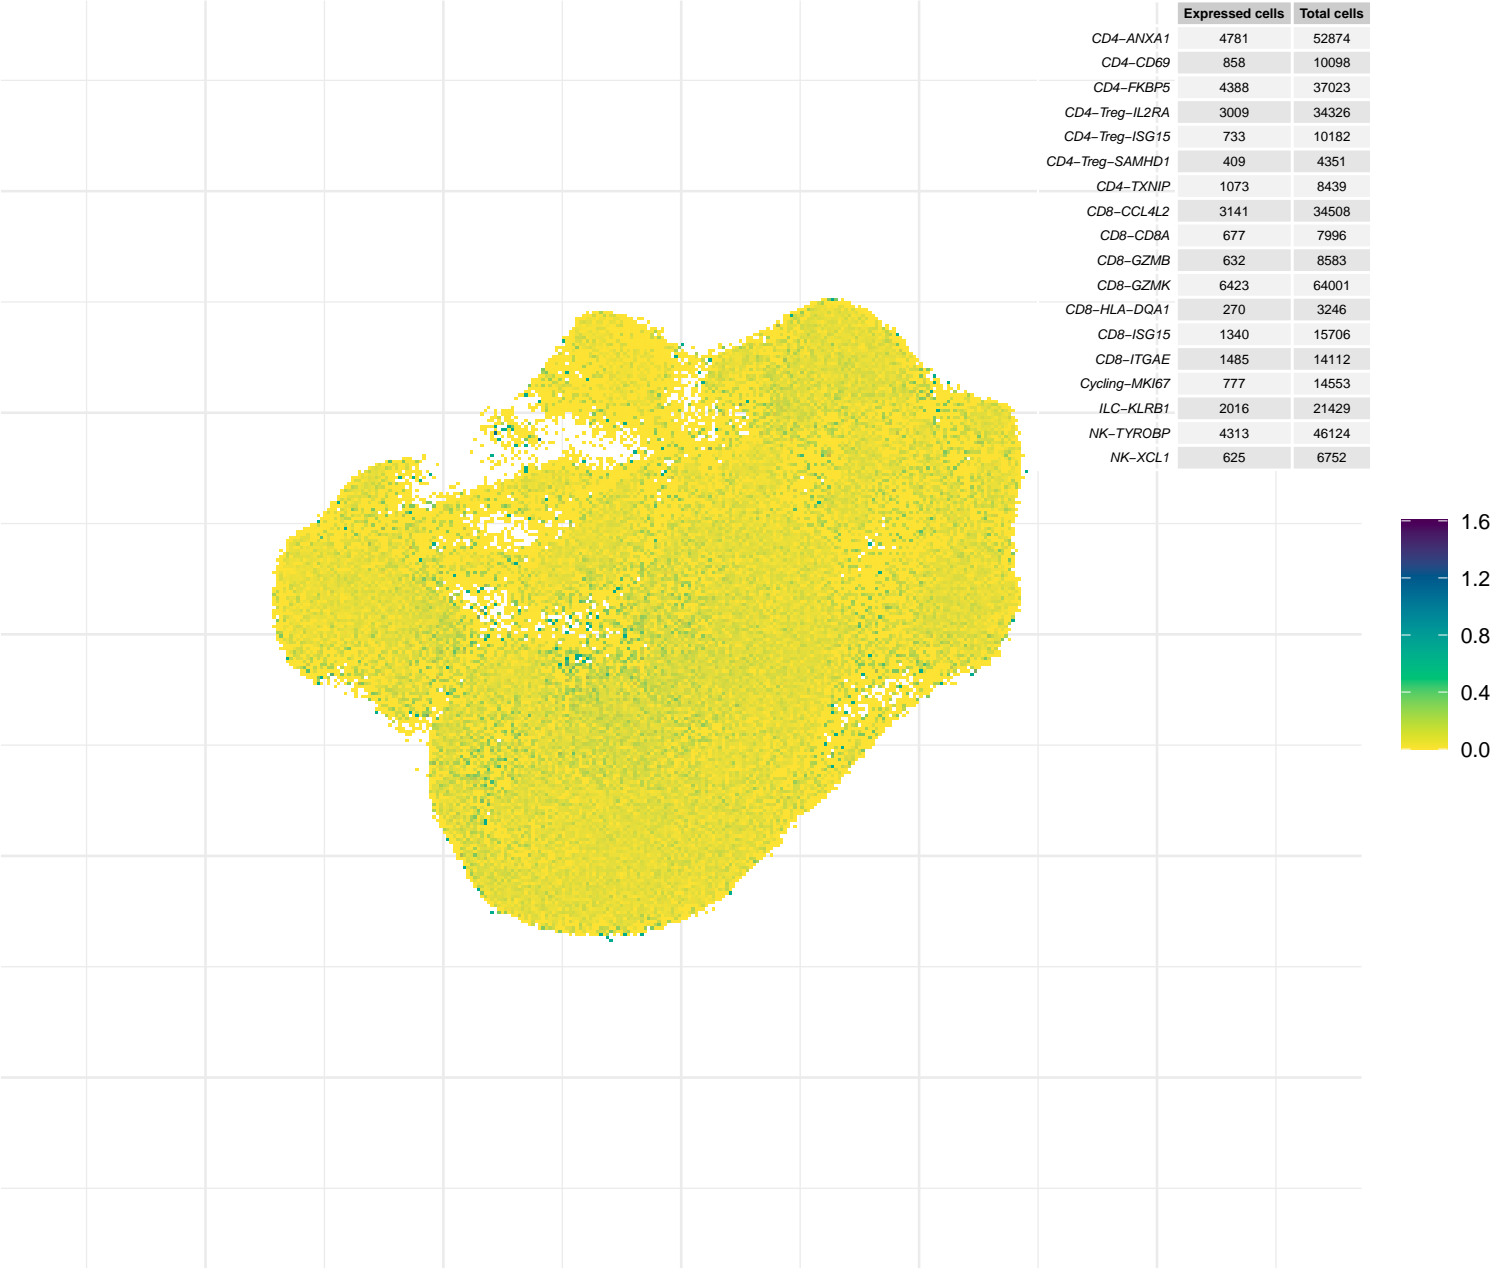 Expressed cells Total cells
CD4−ANXA1 4781 52874
CD4−CD69 858 10098
CD4−FKBP5 4388 37023
CD4−Treg−IL2RA 3009 34326
CD4−Treg−ISG15 733 10182
CD4−Treg−SAMHD1 409 4351
CD4−TXNIP 1073 8439
CD8−CCL4L2 3141 34508
CD8−CD8A 677 7996
CD8−GZMB 632 8583
CD8−GZMK 6423 64001
CD8−HLA−DQA1 270 3246
CD8−ISG15 1340 15706
CD8−ITGAE 1485 14112
Cycling−MKI67 777 14553
ILC−KLRB1 2016 21429
NK−TYROBP 4313 46124
NK−XCL1 625 6752
1.6
1.2
0.8
0.4
0.0